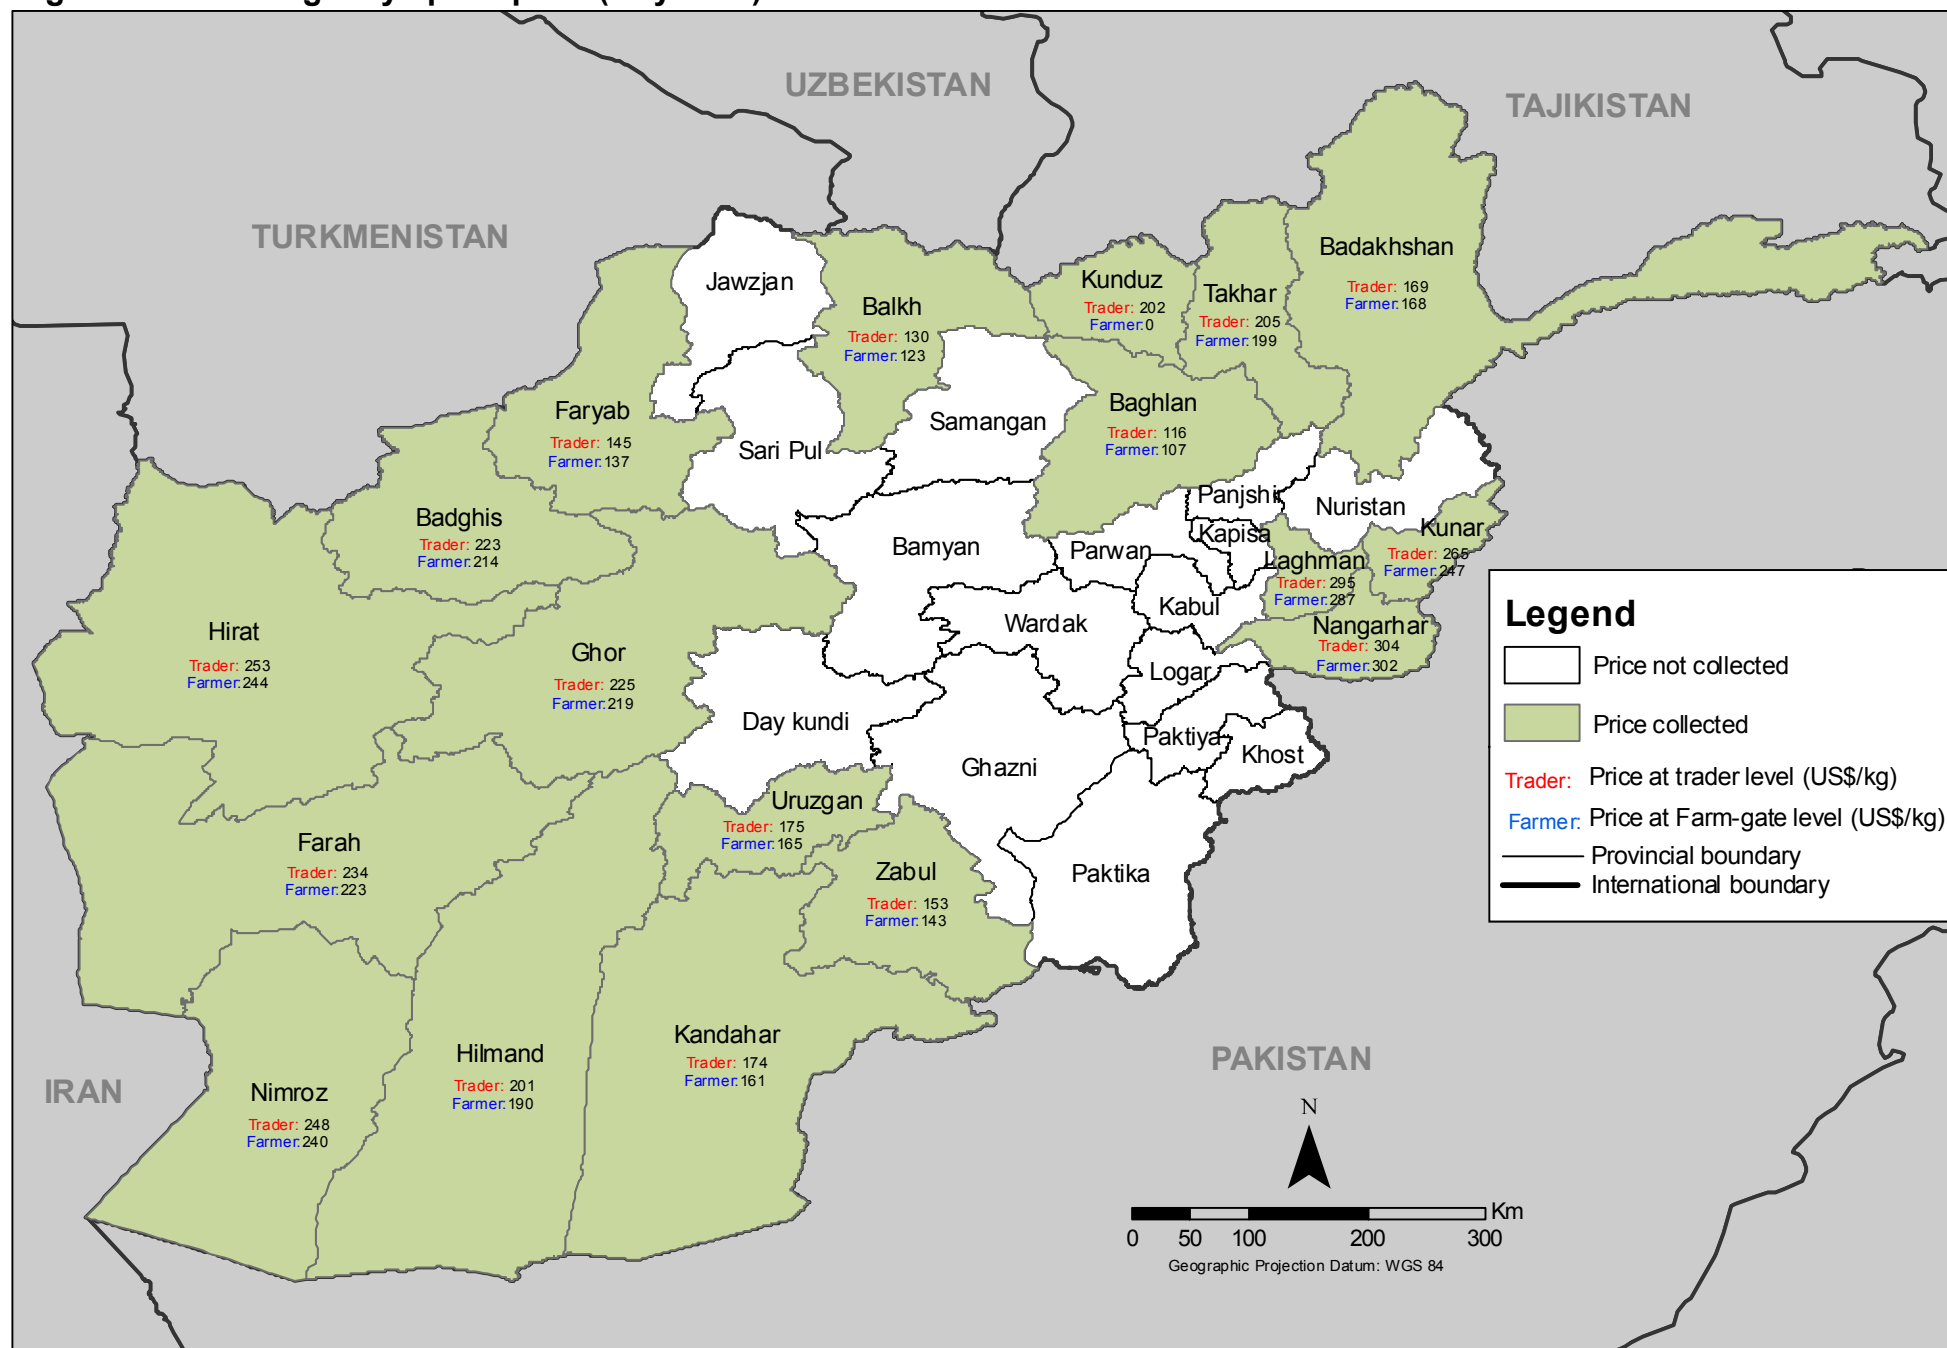 UZBEKISTAN
TAJIKISTAN
TURKMENISTAN
Jawzjan
Balkh
Trader: 130
Farmer:123
Kunduz
Trader: 202
Farmer:0
Takhar
Trader: 205
Farmer:199
Badakhshan
Trader: 169
Farmer:168
Faryab
Trader: 145
Farmer:137
Sari Pul
Samangan
Baghlan
Trader: 116
Farmer:107
Badghis
Trader: 223
Farmer:214
Bamyan
Parwan
Panjshir
Kapisa
Nuristan
Kunar
Trader: 265
Farmer:247
Laghman
Trader: 295
Farmer:287
Hirat
Trader: 253
Farmer:244
Ghor
Trader: 225
Farmer:219
Wardak
Kabul
Nangarhar
Trader: 304
Farmer:302
Logar
Day kundi
Ghazni
Paktiya
Khost
Uruzgan
Trader: 175
Farmer:165
Farah
Trader: 234
Farmer:223
Zabul
Trader: 153
Farmer:143
Paktika
Nimroz
Trader: 248
Farmer:240
Hilmand
Trader: 201
Farmer:190
Kandahar
Trader: 174
Farmer:161
IRAN
PAKISTAN
Legend
Price not collected
Price collected
Trader: Price at trader level (US$/kg)
Farmer: Price at Farm-gate level (US$/kg)
Provincial boundary
International boundary
N
Km
0 50 100 200 300
Geographic Projection Datum: WGS 84